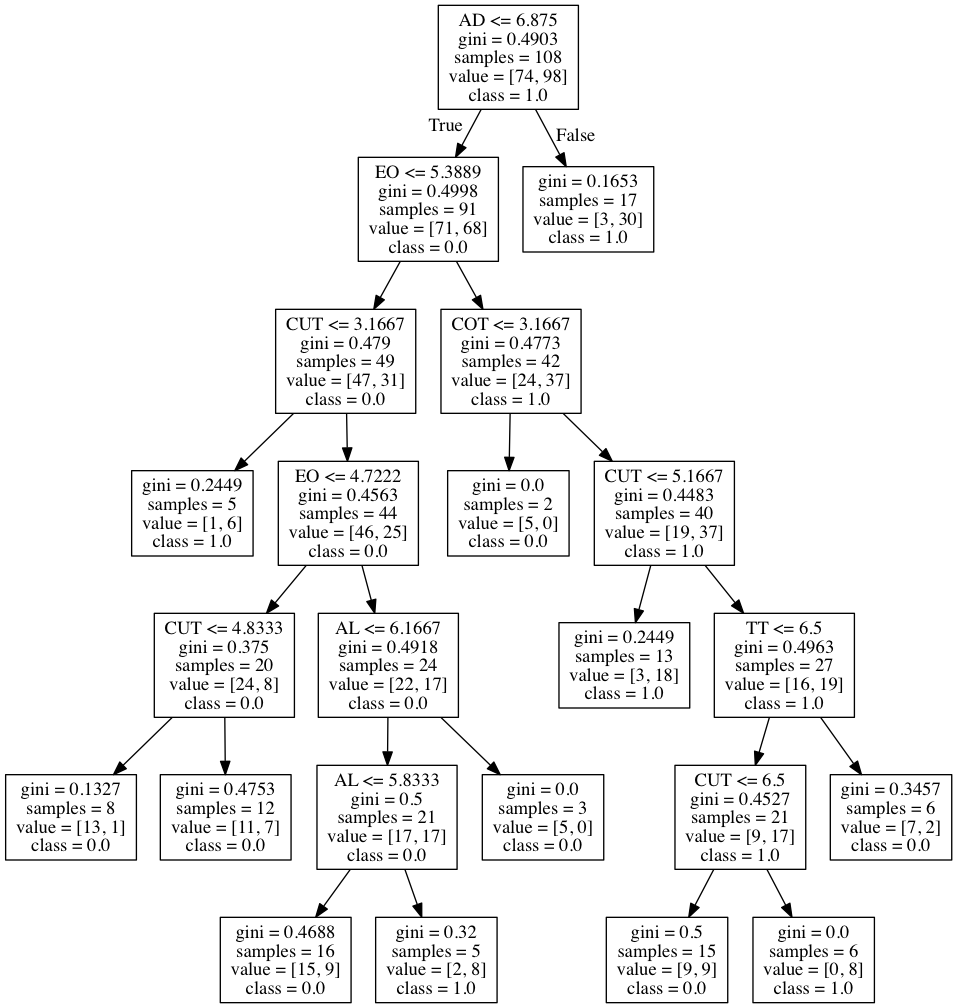 AD <= 6.875
gini = 0.4903
samples = 108
value = [74, 98]
class = 1.0
True
False
EO <= 5.3889
gini = 0.4998
samples = 91
value = [71, 68]
class = 0.0
gini = 0.1653
samples = 17
value = [3, 30]
class = 1.0
CUT <= 3.1667
gini = 0.479
samples = 49
value = [47, 31]
class = 0.0
COT <= 3.1667
gini = 0.4773
samples = 42
value = [24, 37]
class = 1.0
gini = 0.2449
samples = 5
value = [1, 6]
class = 1.0
EO <= 4.7222
gini = 0.4563
samples = 44
value = [46, 25]
class = 0.0
gini = 0.0
samples = 2
value = [5, 0]
class = 0.0
CUT <= 5.1667
gini = 0.4483
samples = 40
value = [19, 37]
class = 1.0
CUT <= 4.8333
gini = 0.375
samples = 20
value = [24, 8]
class = 0.0
AL <= 6.1667
gini = 0.4918
samples = 24
value = [22, 17]
class = 0.0
gini = 0.2449
samples = 13
value = [3, 18]
class = 1.0
TT <= 6.5
gini = 0.4963
samples = 27
value = [16, 19]
class = 1.0
gini = 0.1327
samples = 8
value = [13, 1]
class = 0.0
gini = 0.4753
samples = 12
value = [11, 7]
class = 0.0
AL <= 5.8333
gini = 0.5
samples = 21
value = [17, 17]
class = 0.0
gini = 0.0
samples = 3
value = [5, 0]
class = 0.0
CUT <= 6.5
gini = 0.4527
samples = 21
value = [9, 17]
class = 1.0
gini = 0.3457
samples = 6
value = [7, 2]
class = 0.0
gini = 0.4688
samples = 16
value = [15, 9]
class = 0.0
gini = 0.32
samples = 5
value = [2, 8]
class = 1.0
gini = 0.5
samples = 15
value = [9, 9]
class = 0.0
gini = 0.0
samples = 6
value = [0, 8]
class = 1.0